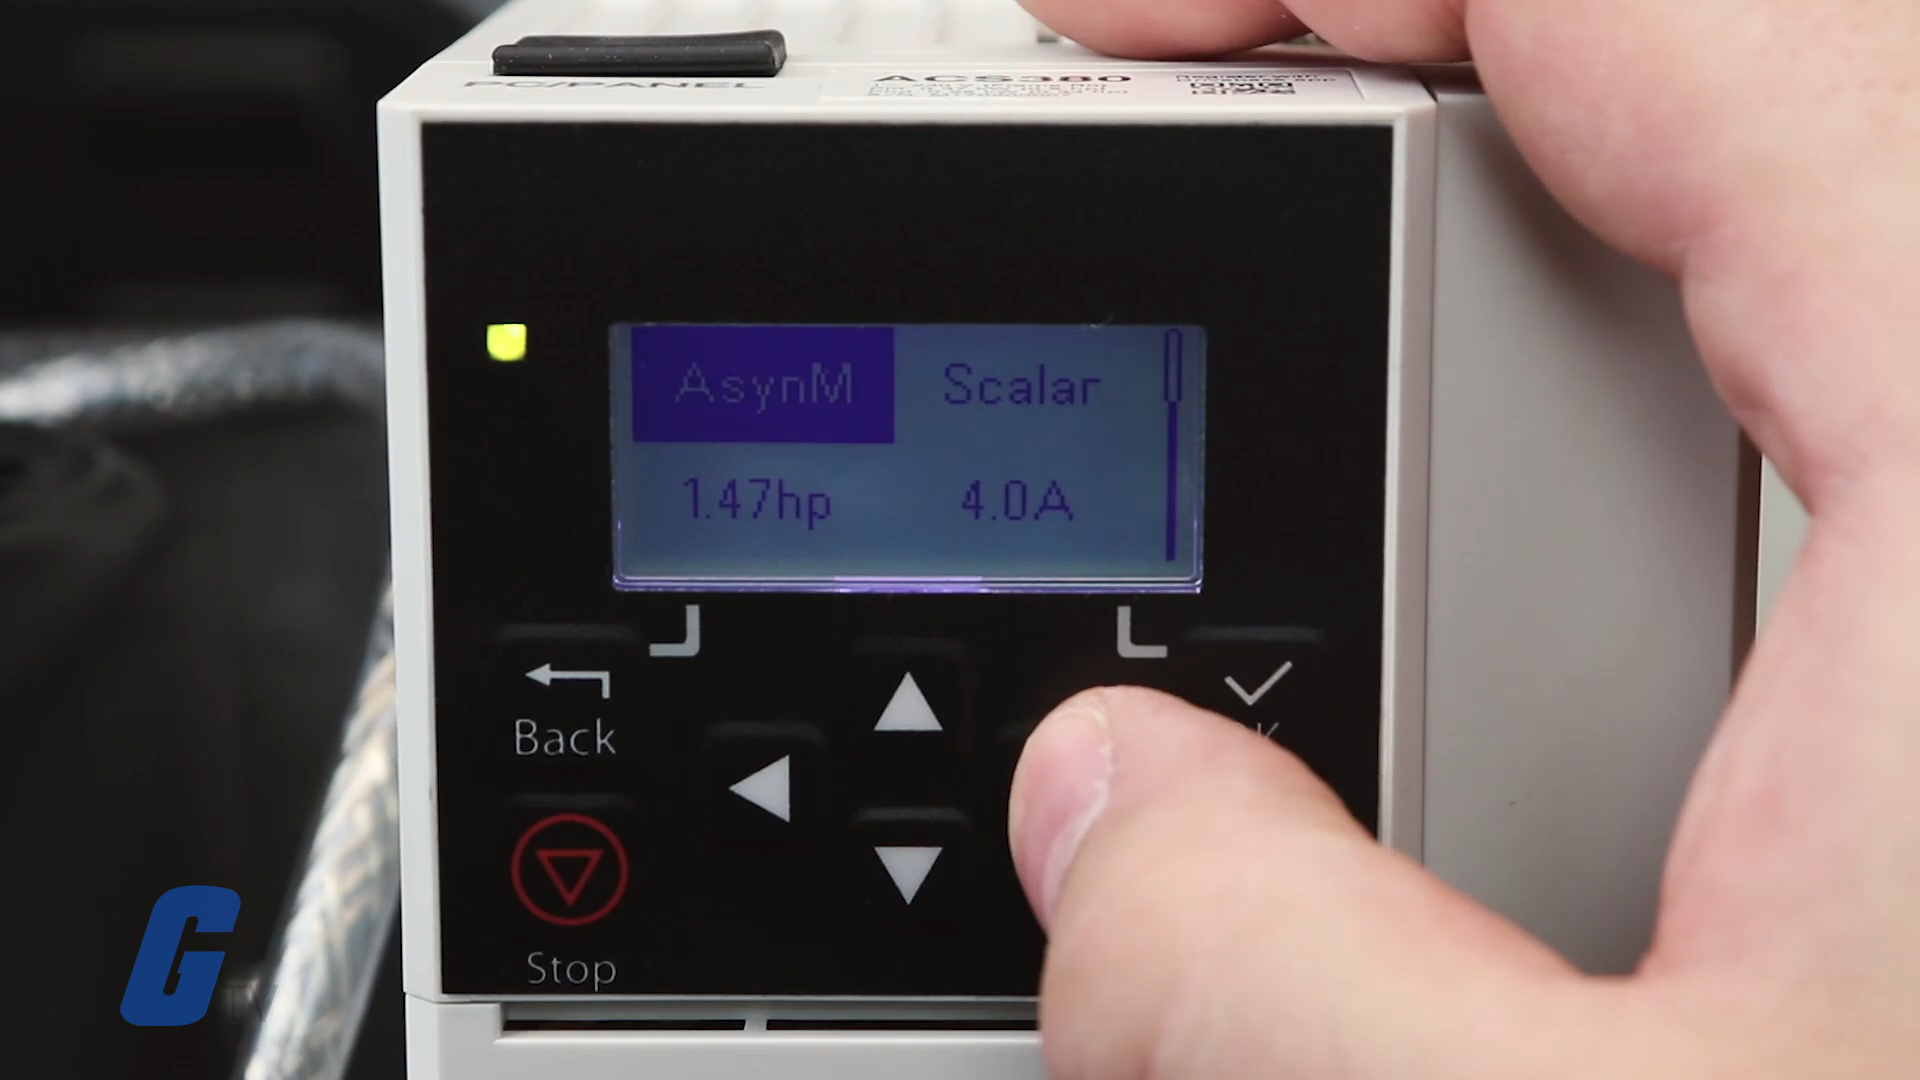 PC/PANEL
ACS380
AsynM Scalar
1.47hp 4.0A
Back
Stop
G